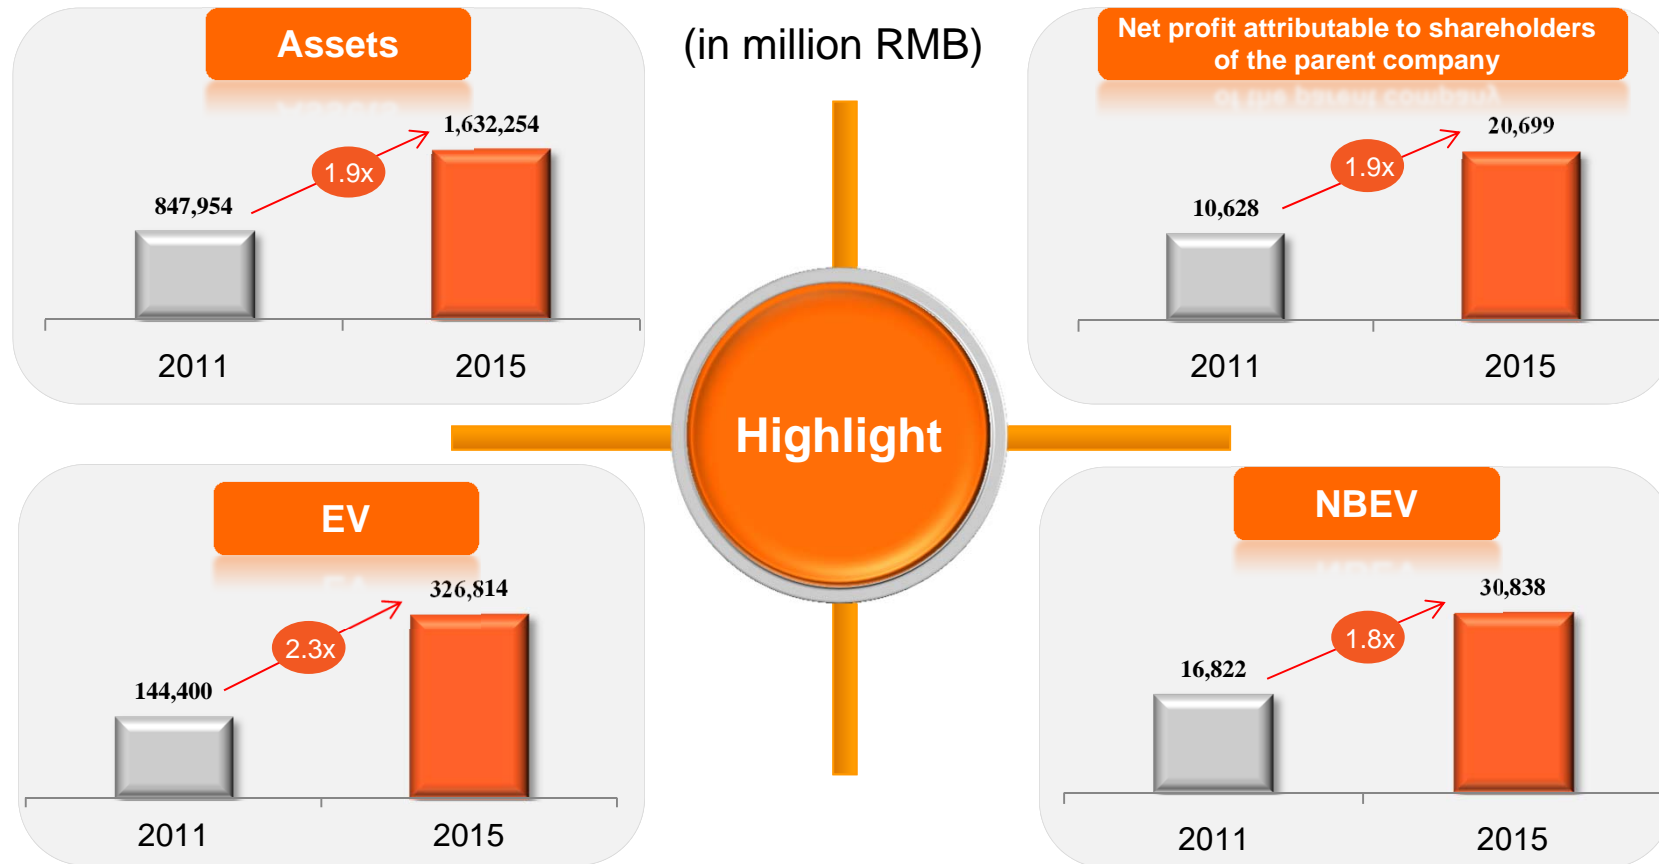 Assets
1,632,254
1.9x
847,954
2011 2015
(in million RMB)
Net profit attributable to shareholders
of the parent company
20,699
1.9x
10,628
2011 2015
Highlight
EV
326,814
2.3x
144,400
2011 2015
NBEV
30,838
1.8x
16,822
2011 2015